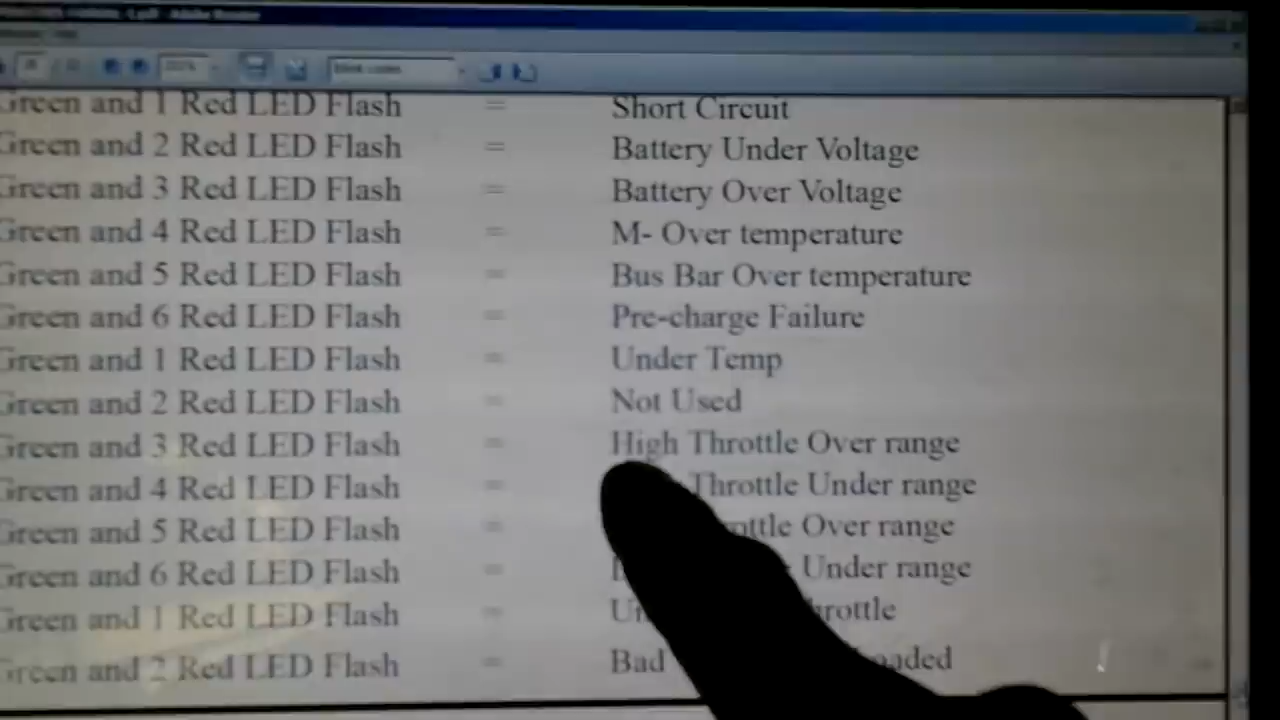 Adobe Reader
Green and 1 Red LED Flash = Short Circuit
Green and 2 Red LED Flash = Battery Under Voltage
Green and 3 Red LED Flash = Battery Over Voltage
Green and 4 Red LED Flash = M- Over temperature
Green and 5 Red LED Flash = Bus Bar Over temperature
Green and 6 Red LED Flash = Pre-charge Failure
Green and 1 Red LED Flash = Under Temp
Green and 2 Red LED Flash = Not Used
Green and 3 Red LED Flash = High Throttle Over range
Green and 4 Red LED Flash = Throttle Under range
Green and 5 Red LED Flash = Over range
Green and 6 Red LED Flash = Under range
Green and 1 Red LED Flash =
Green and 2 Red LED Flash = Bad